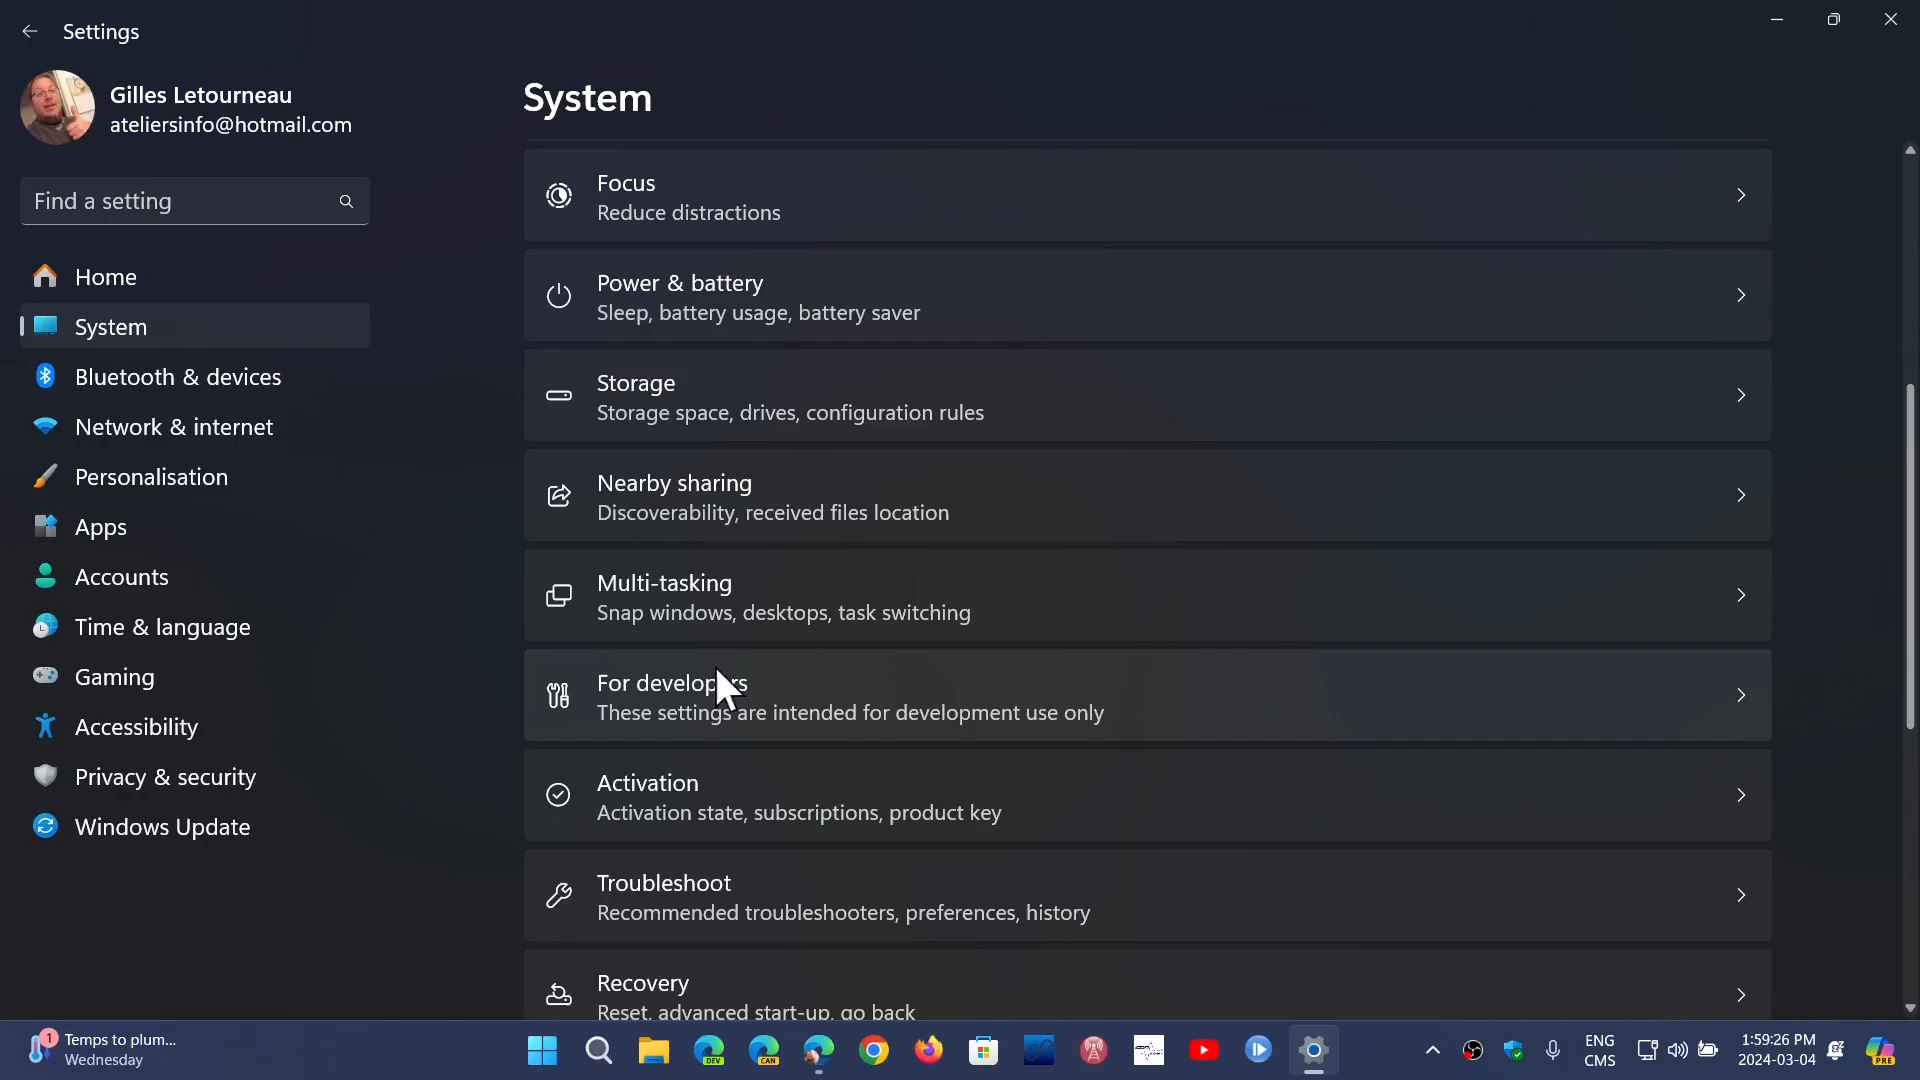 Settings
Gilles Letourneau
ateliersinfo@hotmail.com
Find a setting
Home
System
Bluetooth & devices
Network & internet
Personalisation
Apps
Accounts
Time & language
Gaming
Accessibility
Privacy & security
Windows Update
System
Focus
Reduce distractions
Power & battery
Sleep, battery usage, battery saver
Storage
Storage space, drives, configuration rules
Nearby sharing
Discoverability, received files location
Multi-tasking
Snap windows, desktops, task switching
For developers
These settings are intended for development use only
Activation
Activation state, subscriptions, product key
Troubleshoot
Recommended troubleshooters, preferences, history
Recovery
Reset, advanced start-up, go back
1
Temps to plum...
Wednesday
DEV
CAN
ENG
CMS
1:59:26 PM
2024-03-04
PRE